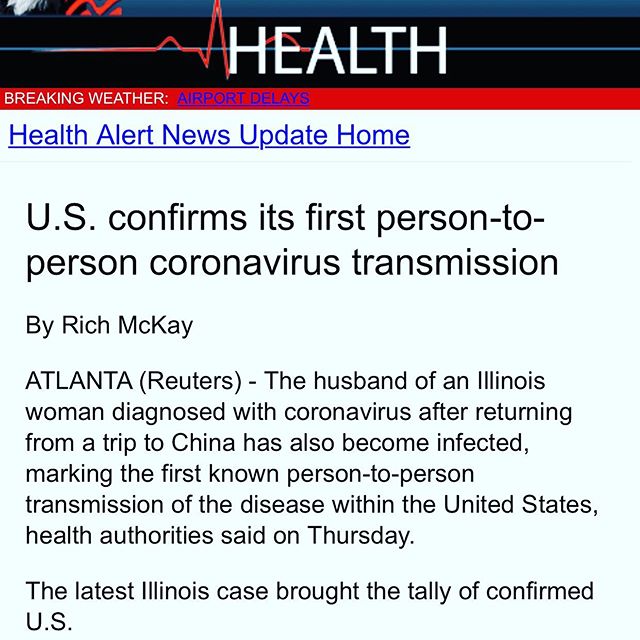 HEALTH
BREAKING WEATHER: AIRPORT DELAYS
Health Alert News Update Home
U.S. confirms its first person-to-
person coronavirus transmission
By Rich McKay
ATLANTA (Reuters) - The husband of an Illinois
woman diagnosed with coronavirus after returning
from a trip to China has also become infected,
marking the first known person-to-person
transmission of the disease within the United States,
health authorities said on Thursday.
The latest Illinois case brought the tally of confirmed
U.S.